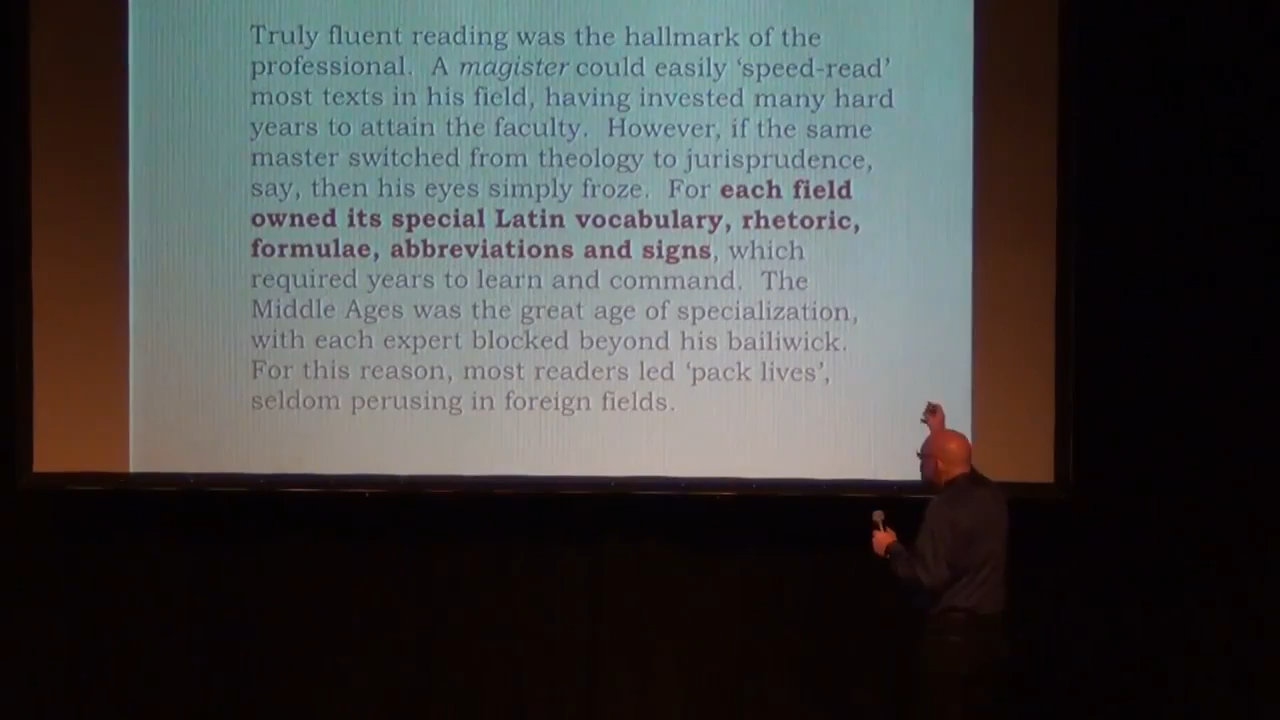 Truly fluent reading was the hallmark of the
professional. A magister could easily ‘speed-read’
most texts in his field, having invested many hard
years to attain the faculty. However, if the same
master switched from theology to jurisprudence,
say, then his eyes simply froze. For each field
owned its special Latin vocabulary, rhetoric,
formulae, abbreviations and signs, which
required years to learn and command. The
Middle Ages was the great age of specialization,
with each expert blocked beyond his bailiwick.
For this reason, most readers led ‘pack lives’,
seldom perusing in foreign fields.